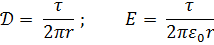 𝒟 = τ / 2πr ;    E = τ / 2πε₀r